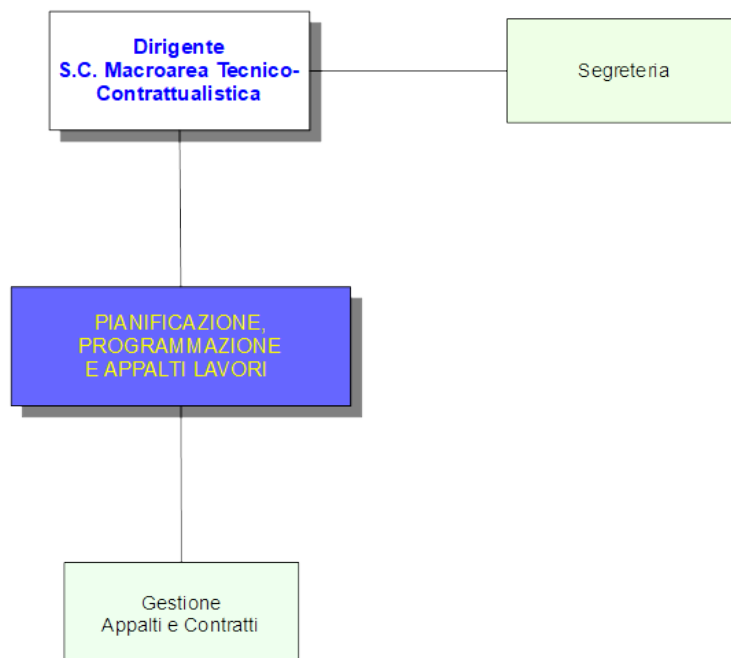 Dirigente
S.C. Macroarea Tecnico-
Contrattualistica
Segreteria
PIANIFICAZIONE,
PROGRAMMAZIONE
E APPALTI LAVORI
Gestione
Appalti e Contratti